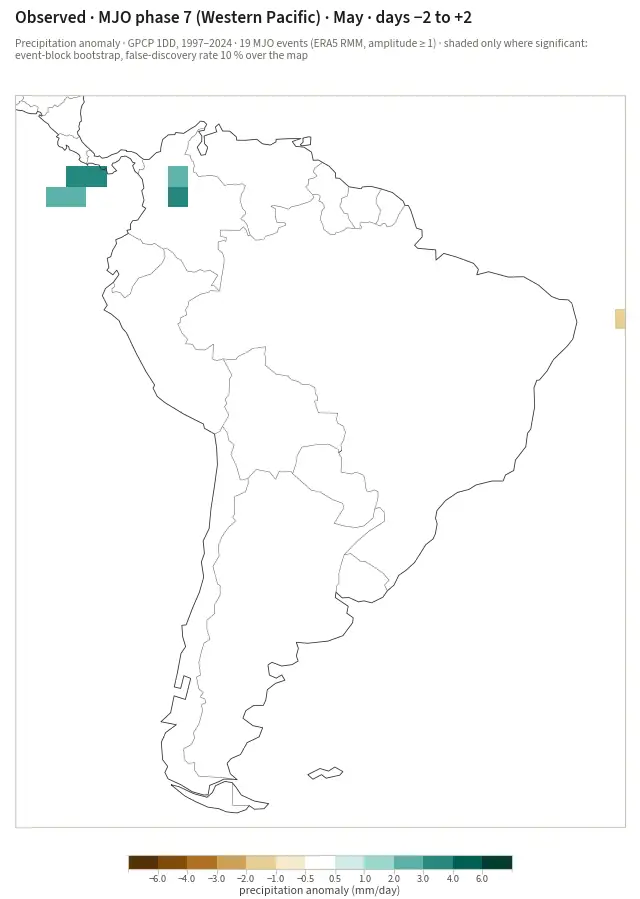 Observed · MJO phase 7 (Western Pacific) · May · days −2 to +2
Precipitation anomaly · GPCP 1DD, 1997–2024 · 19 MJO events (ERA5 RMM, amplitude ≥ 1) · shaded only where significant:
event-block bootstrap, false-discovery rate 10 % over the map
−6.0 −4.0 −3.0 −2.0 −1.0 −0.5 0.5 1.0 2.0 3.0 4.0 6.0
precipitation anomaly (mm/day)